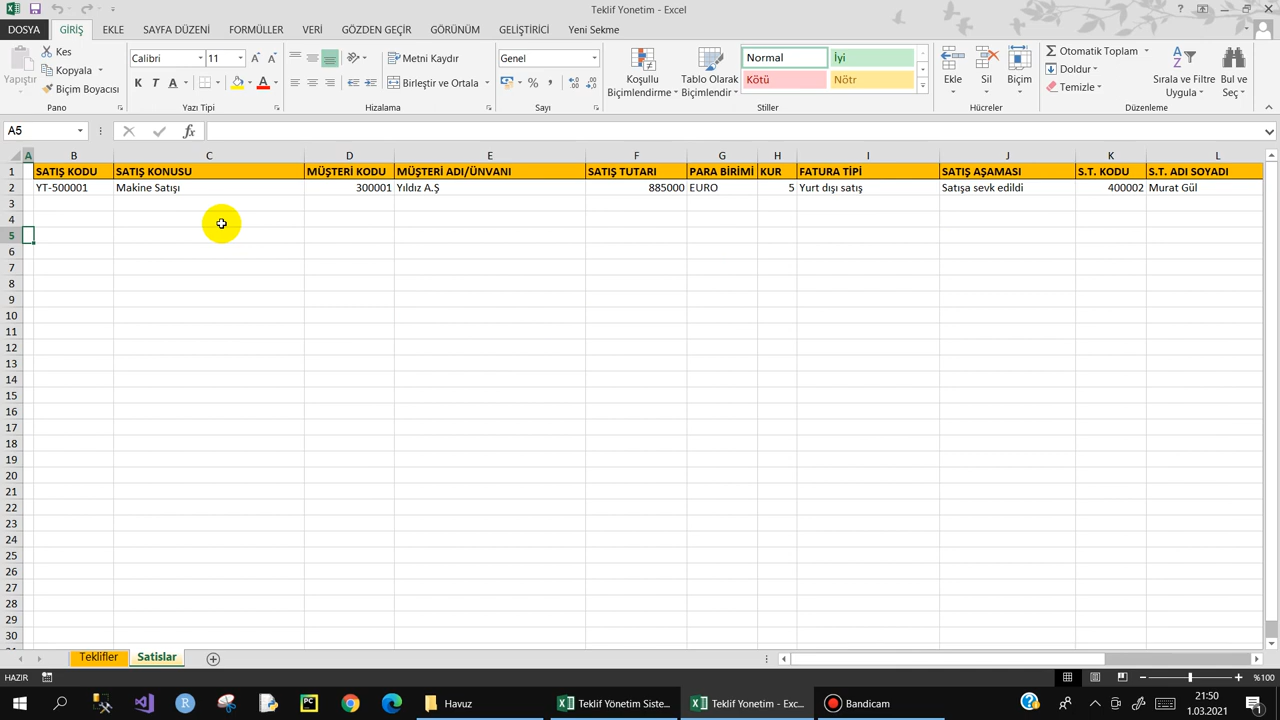 Teklif Yonetim - Excel
DOSYA GİRİŞ EKLE SAYFA DÜZENİ FORMÜLLER VERİ GÖZDEN GEÇİR GÖRÜNÜM GELİŞTİRİCİ Yeni Sekme
Yapıştır
Kes
Kopyala
Biçim Boyacısı
Pano
Calibri 11
K T A
Yazı Tipi
Metni Kaydır
Birleştir ve Ortala
Hizalama
Genel
%
Sayı
Koşullu Biçimlendirme
Tablo Olarak Biçimlendir
Normal İyi
Kötü Nötr
Stiller
Ekle Sil Biçim
Hücreler
Otomatik Toplam
Doldur
Temizle
Sırala ve Filtre Uygula
Bul ve Seç
Düzenleme
A5
fx
A B C D E F G H I J K L
1 SATIŞ KODU SATIŞ KONUSU MÜŞTERİ KODU MÜŞTERİ ADI/ÜNVANI SATIŞ TUTARI PARA BİRİMİ KUR FATURA TİPİ SATIŞ AŞAMASI S.T. KODU S.T. ADI SOYADI
2 YT-500001 Makine Satışı 300001 Yıldız A.Ş 885000 EURO 5 Yurt dışı satış Satışa sevk edildi 400002 Murat Gül
3
4
5
6
7
8
9
10
11
12
13
14
15
16
17
18
19
20
21
22
23
24
25
26
27
28
29
30
Teklifler Satislar
HAZIR %100
Havuz Teklif Yönetim Siste... Teklif Yonetim - Exc... Bandicam
21:50
1.03.2021